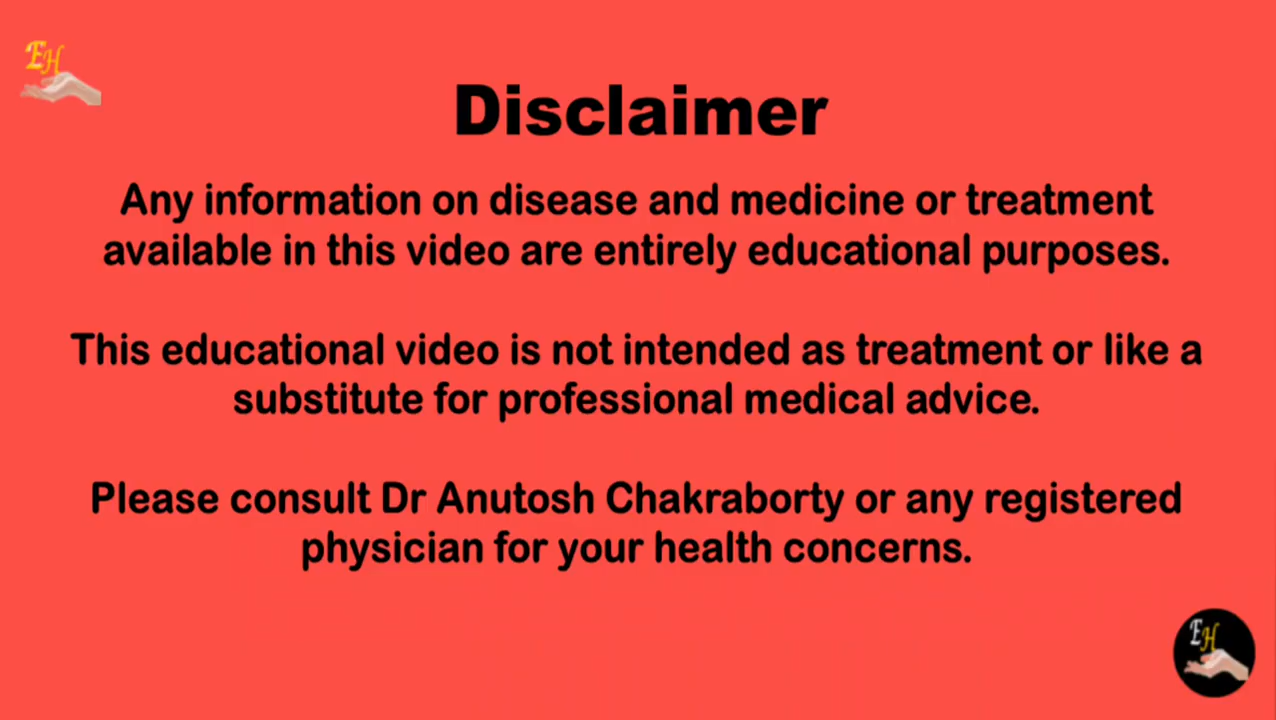 EH
Disclaimer
Any information on disease and medicine or treatment
available in this video are entirely educational purposes.
This educational video is not intended as treatment or like a
substitute for professional medical advice.
Please consult Dr Anutosh Chakraborty or any registered
physician for your health concerns.
EH